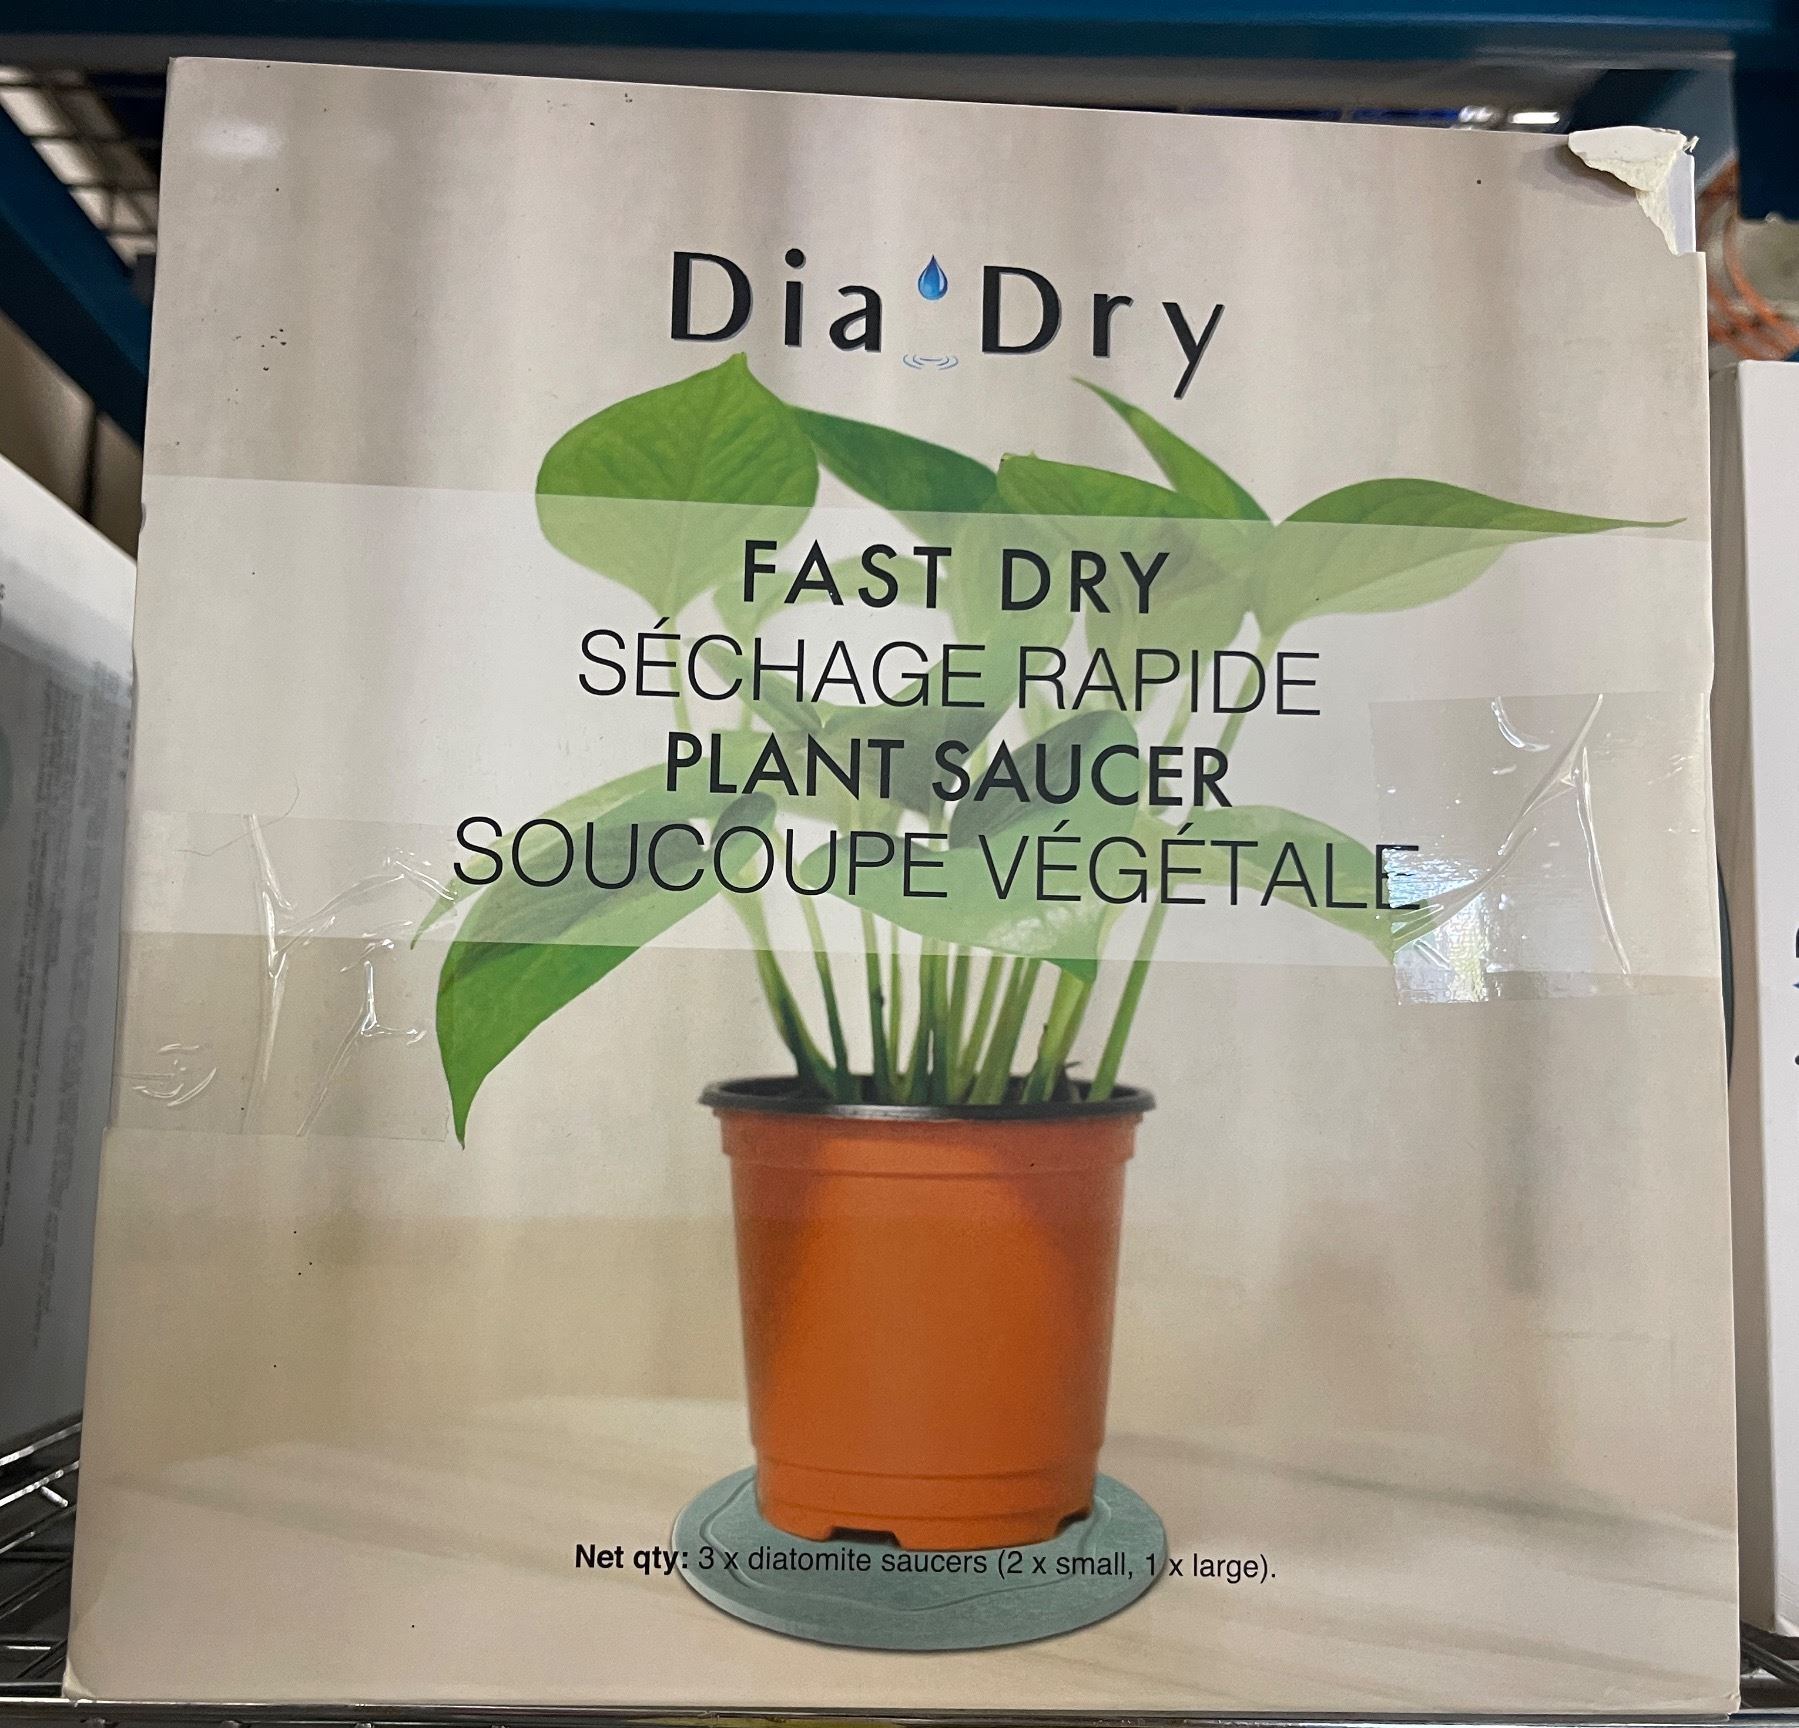 Dia Dry
FAST DRY
SÉCHAGE RAPIDE
PLANT SAUCER
SOUCOUPE VÉGÉTALE
Net qty: 3 x diatomite saucers (2 x small, 1 x large).